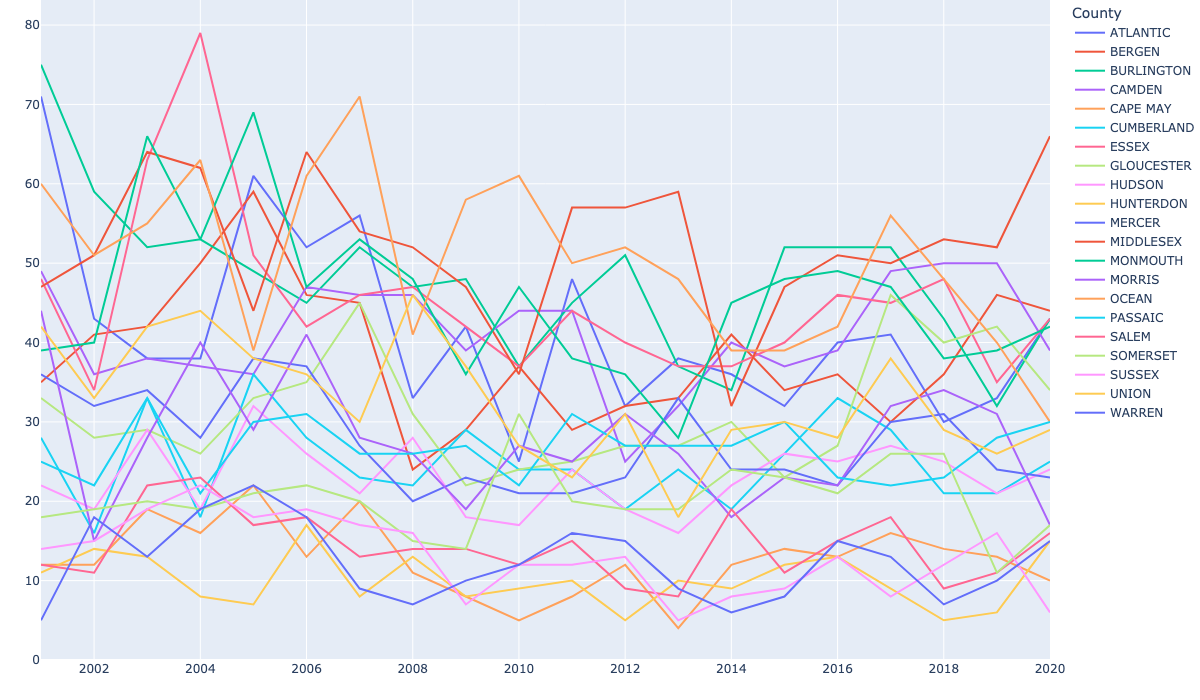 80
70
60
50
40
30
20
10
0
2002
2004
2006
2008
2010
2012
2014
2016
2018
2020
County
ATLANTIC
BERGEN
BURLINGTON
CAMDEN
CAPE MAY
CUMBERLAND
ESSEX
GLOUCESTER
HUDSON
HUNTERDON
MERCER
MIDDLESEX
MONMOUTH
MORRIS
OCEAN
PASSAIC
SALEM
SOMERSET
SUSSEX
UNION
WARREN